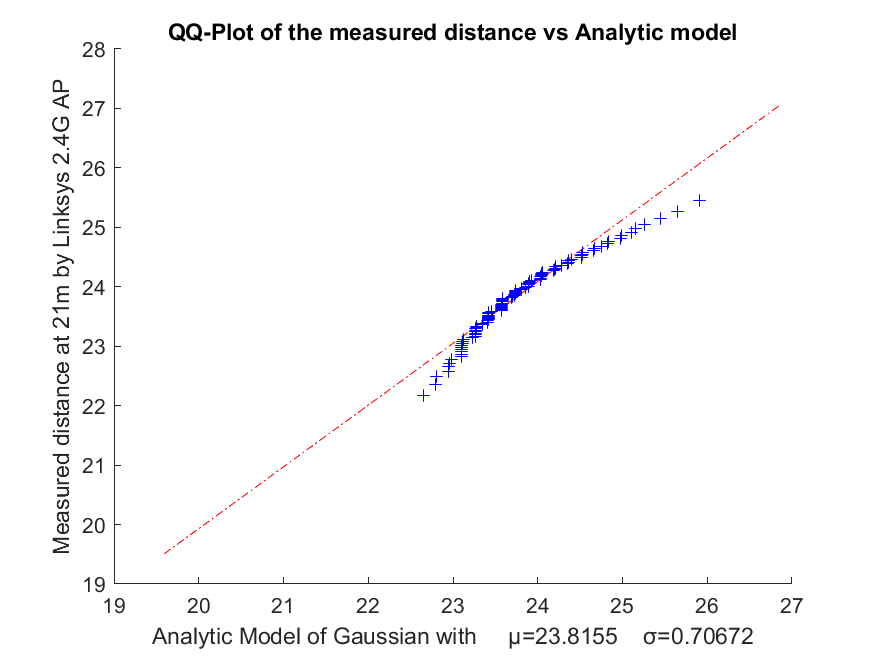 QQ-Plot of the measured distance vs Analytic model
Measured distance at 21m by Linksys 2.4G AP
28
27
26
25
24
23
22
21
20
19
19 20 21 22 23 24 25 26 27
Analytic Model of Gaussian with μ=23.8155 σ=0.70672